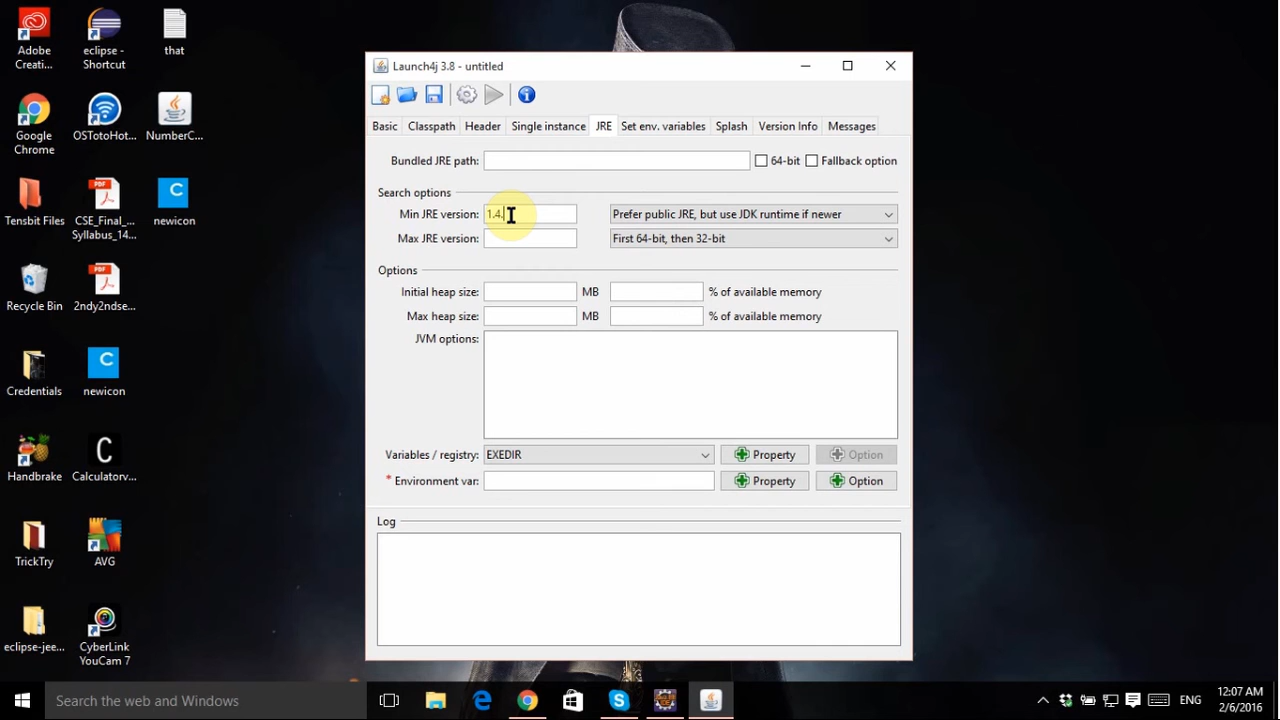 Adobe
Creati...
eclipse -
Shortcut
that
Google
Chrome
OSTotoHot...
NumberC...
Tensbit Files
CSE_Final_
Syllabus_14...
newicon
Recycle Bin
2ndy2ndse...
Credentials
newicon
Handbrake
Calculatory...
TrickTry
AVG
eclipse-jee...
CyberLink
YouCam 7
Launch4j 3.8 - untitled
Basic Classpath Header Single instance JRE Set env. variables Splash Version Info Messages
Bundled JRE path: 64-bit Fallback option
Search options
Min JRE version: 1.4. Prefer public JRE, but use JDK runtime if newer
Max JRE version: First 64-bit, then 32-bit
Options
Initial heap size: MB % of available memory
Max heap size: MB % of available memory
JVM options:
Variables / registry: EXEDIR Property Option
* Environment var: Property Option
Log
Search the web and Windows
ENG
12:07 AM
2/6/2016